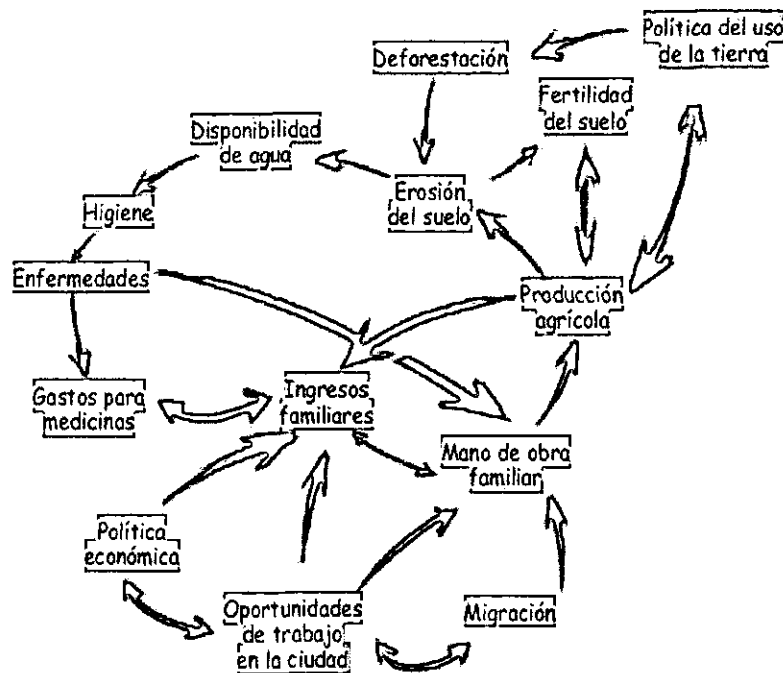 Política del uso
de la tierra
Deforestación
Fertilidad
del suelo
Disponibilidad
de agua
Erosión
del suelo
Higiene
Enfermedades
Producción
agrícola
Gastos para
medicinas
Ingresos
familiares
Mano de obra
familiar
Política
económica
Oportunidades
de trabajo
en la ciudad
Migración